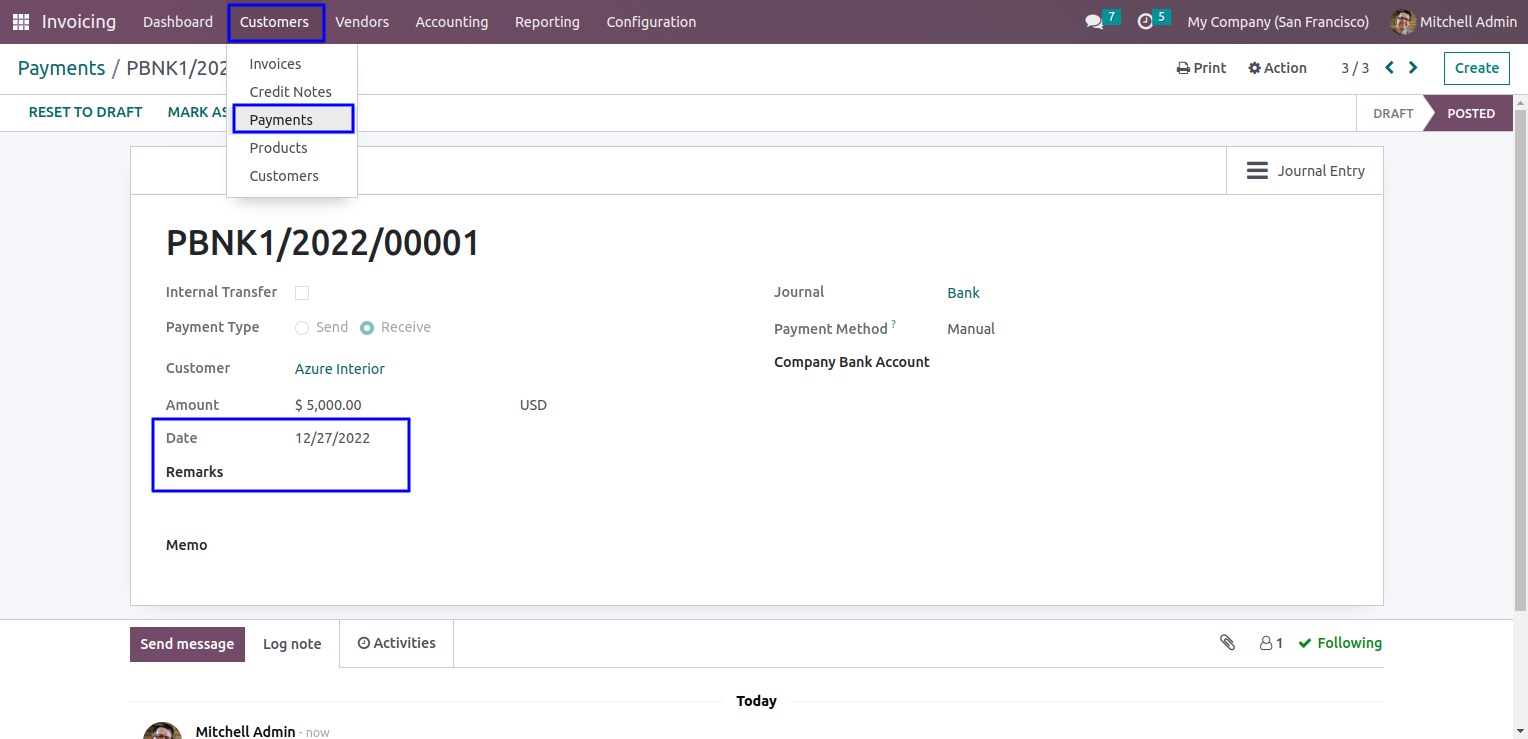 Invoicing Dashboard Customers Vendors Accounting Reporting Configuration 7 5 My Company (San Francisco) Mitchell Admin
Payments / PBNK1/202 Print Action 3 / 3 Create
Invoices
Credit Notes
Payments
Products
Customers
RESET TO DRAFT MARK AS DRAFT POSTED
Journal Entry
PBNK1/2022/00001
Internal Transfer
Payment Type Send Receive
Customer Azure Interior
Amount $ 5,000.00 USD
Date 12/27/2022
Remarks
Memo
Journal Bank
Payment Method ? Manual
Company Bank Account
Send message Log note Activities 1 Following
Today
Mitchell Admin - now